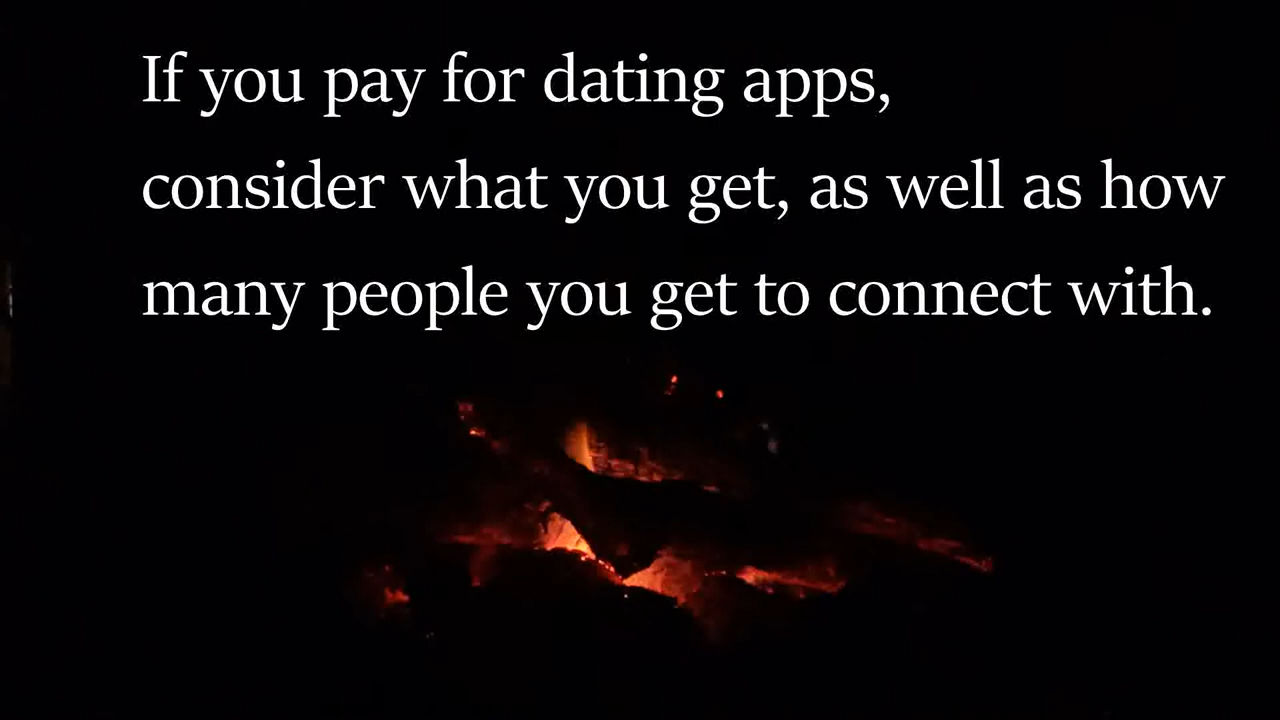 If you pay for dating apps,
consider what you get, as well as how
many people you get to connect with.